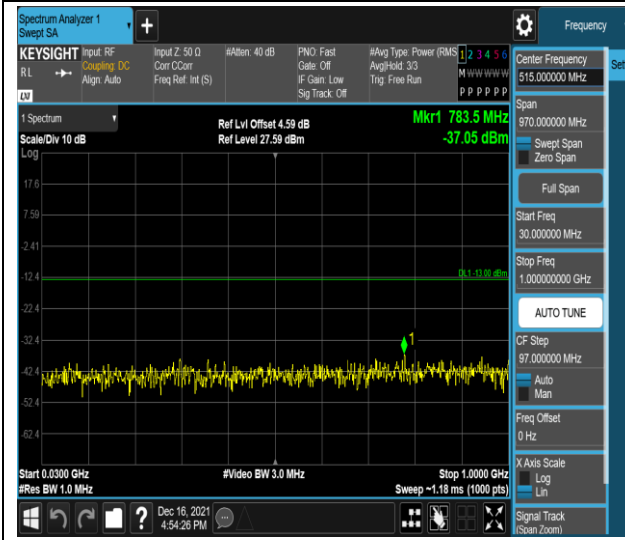 Spectrum Analyzer 1
Swept SA
Frequency
KEYSIGHT
RL
LXI
Input: RF
Coupling: DC
Align: Auto
Input Z: 50 Ω
Corr CCorr
Freq Ref: Int (S)
#Atten: 40 dB
PNO: Fast
Gate: Off
IF Gain: Low
Sig Track: Off
#Avg Type: Power (RMS
Avg|Hold: 3/3
Trig: Free Run
1 2 3 4 5 6
M W W W W W
P P P P P P
1 Spectrum
Scale/Div 10 dB
Log
Ref Lvl Offset 4.59 dB
Ref Level 27.59 dBm
Mkr1 783.5 MHz
-37.05 dBm
17.6
7.59
-2.41
-12.4
-22.4
-32.4
-42.4
-52.4
-62.4
DL1 -13.00 dBm
1
Start 0.0300 GHz
#Res BW 1.0 MHz
#Video BW 3.0 MHz
Stop 1.0000 GHz
Sweep ~1.18 ms (1000 pts)
Dec 16, 2021
4:54:26 PM
Center Frequency
515.000000 MHz
Span
970.000000 MHz
Swept Span
Zero Span
Full Span
Start Freq
30.000000 MHz
Stop Freq
1.000000000 GHz
AUTO TUNE
CF Step
97.000000 MHz
Auto
Man
Freq Offset
0 Hz
X Axis Scale
Log
Lin
Signal Track
(Span Zoom)
Set